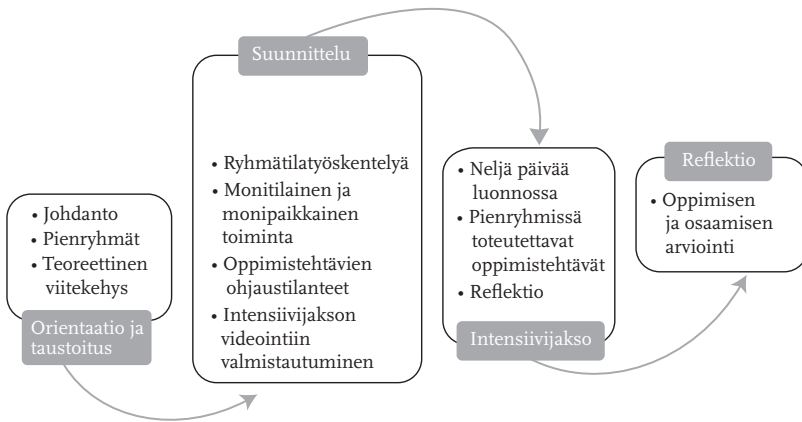 Orientaatio ja
taustoitus
• Johdanto
• Pienryhmät
• Teoreettinen
viitekehys
Suunnittelu
• Ryhmätilatyöskentelyä
• Monitilainen ja
monipaikkainen
toiminta
• Oppimistehtävien
ohjaustilanteet
• Intensiivijakson
videointiin
valmistautuminen
Intensiivijakso
• Neljä päivää
luonnossa
• Pienryhmissä
toteutettavat
oppimistehtävät
• Reflektio
Reflektio
• Oppimisen
ja osaamisen
arviointi